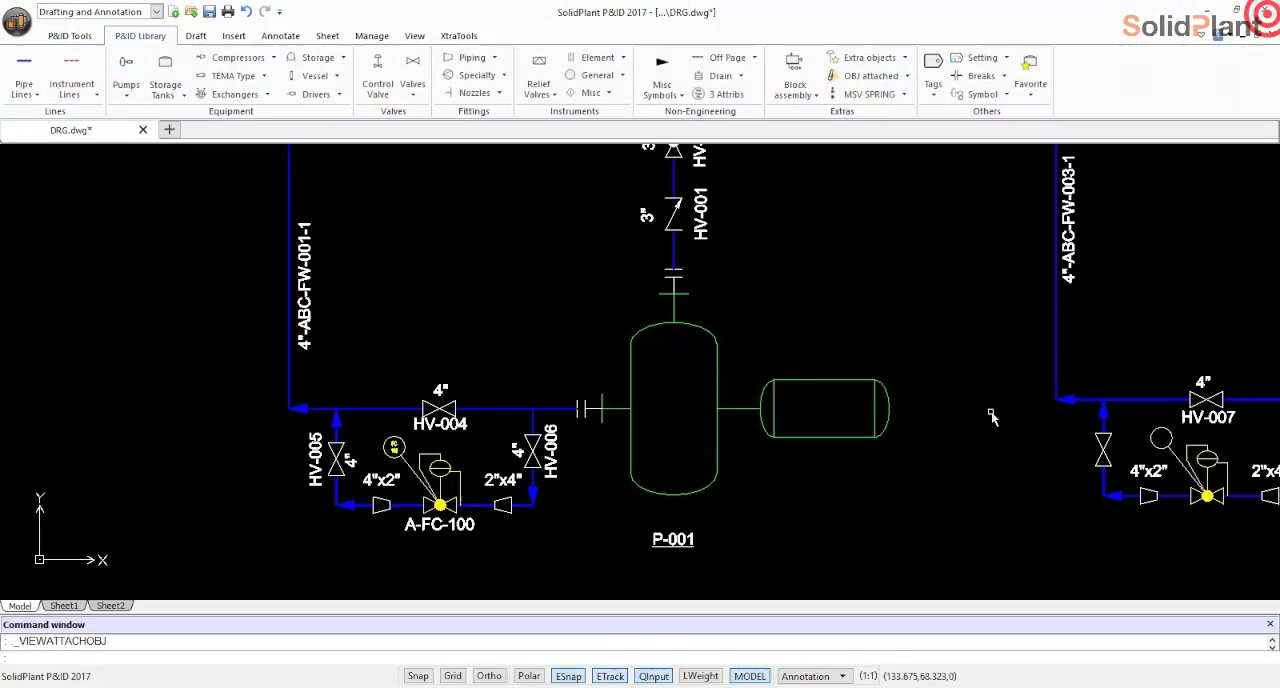 Drafting and Annotation
SolidPlant P&ID 2017 - [...\DRG.dwg*]
SolidPlant
P&ID Tools
P&ID Library
Draft
Insert
Annotate
Sheet
Manage
View
XtraTools
Pipe Lines
Instrument Lines
Lines
Pumps
Storage Tanks
Compressors
TEMA Type
Exchangers
Storage
Vessel
Drivers
Equipment
Control Valve
Valves
Valves
Piping
Specialty
Nozzles
Fittings
Relief Valves
Element
General
Misc
Instruments
Misc Symbols
Off Page
Drain
3 Attribs
Non-Engineering
Block assembly
Extra objects
OBJ attached
MSV SPRING
Extras
Tags
Setting
Breaks
Symbol
Favorite
Others
DRG.dwg*
3"
HV-001
4"-ABC-FW-001-1
4"-ABC-FW-003-1
4"
HV-004
4"
HV-007
HV-005
4"
4"
HV-006
4"x2"
2"x4"
A-FC-100
P-001
4"x2"
Y
X
Model
Sheet1
Sheet2
Command window
: ._VIEWATTACHOBJ
:
SolidPlant P&ID 2017
Snap
Grid
Ortho
Polar
ESnap
ETrack
QInput
LWeight
MODEL
Annotation
(1:1)
(133.675,68.323,0)